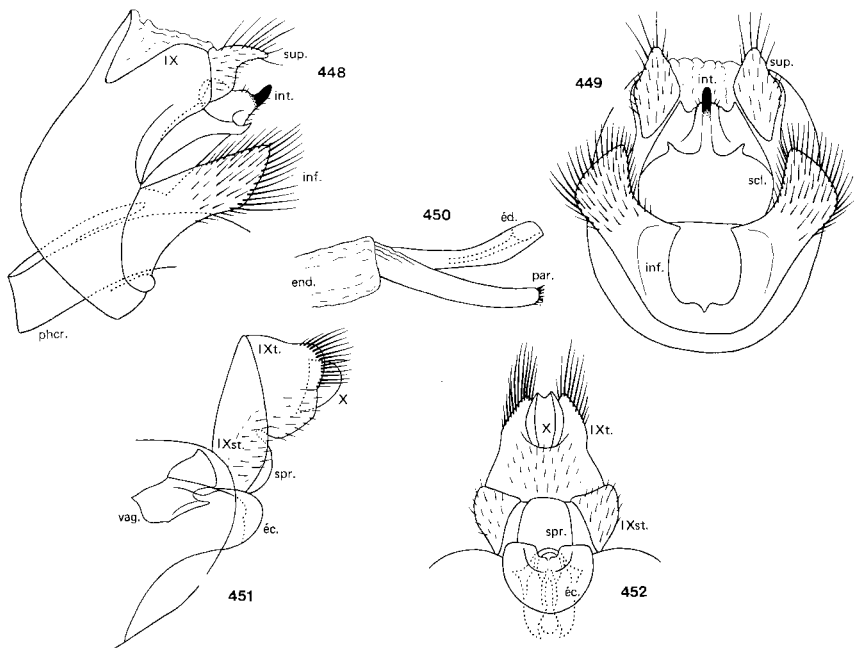 IX
sup.
448
int.
inf.
phcr.
449
int.
sup.
scl.
inf.
450
éd.
end.
par.
IXt.
X
IXst.
spr.
vag.
éc.
451
X
IXt.
IXst.
spr.
éc.
452